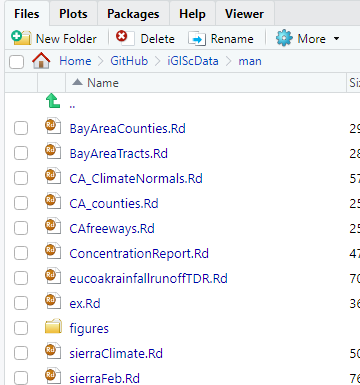 Files Plots Packages Help Viewer
New Folder Delete Rename More
Home GitHub iGIScData man
Name Siz
..
BayAreaCounties.Rd 29
BayAreaTracts.Rd 28
CA_ClimateNormals.Rd 57
CA_counties.Rd 25
CAfreeways.Rd 25
ConcentrationReport.Rd 47
eucoakrainfallrunoffTDR.Rd 70
ex.Rd 36
figures
sierraClimate.Rd 50
sierraFeb.Rd 76